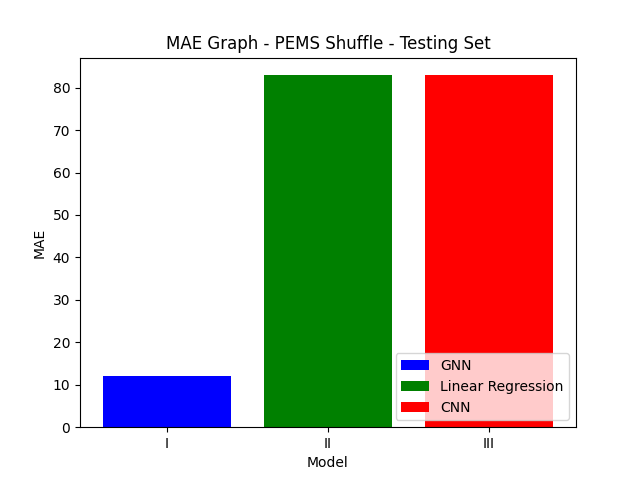 MAE Graph - PEMS Shuffle - Testing Set
MAE
80
70
60
50
40
30
20
10
0
GNN
Linear Regression
CNN
I
II
III
Model